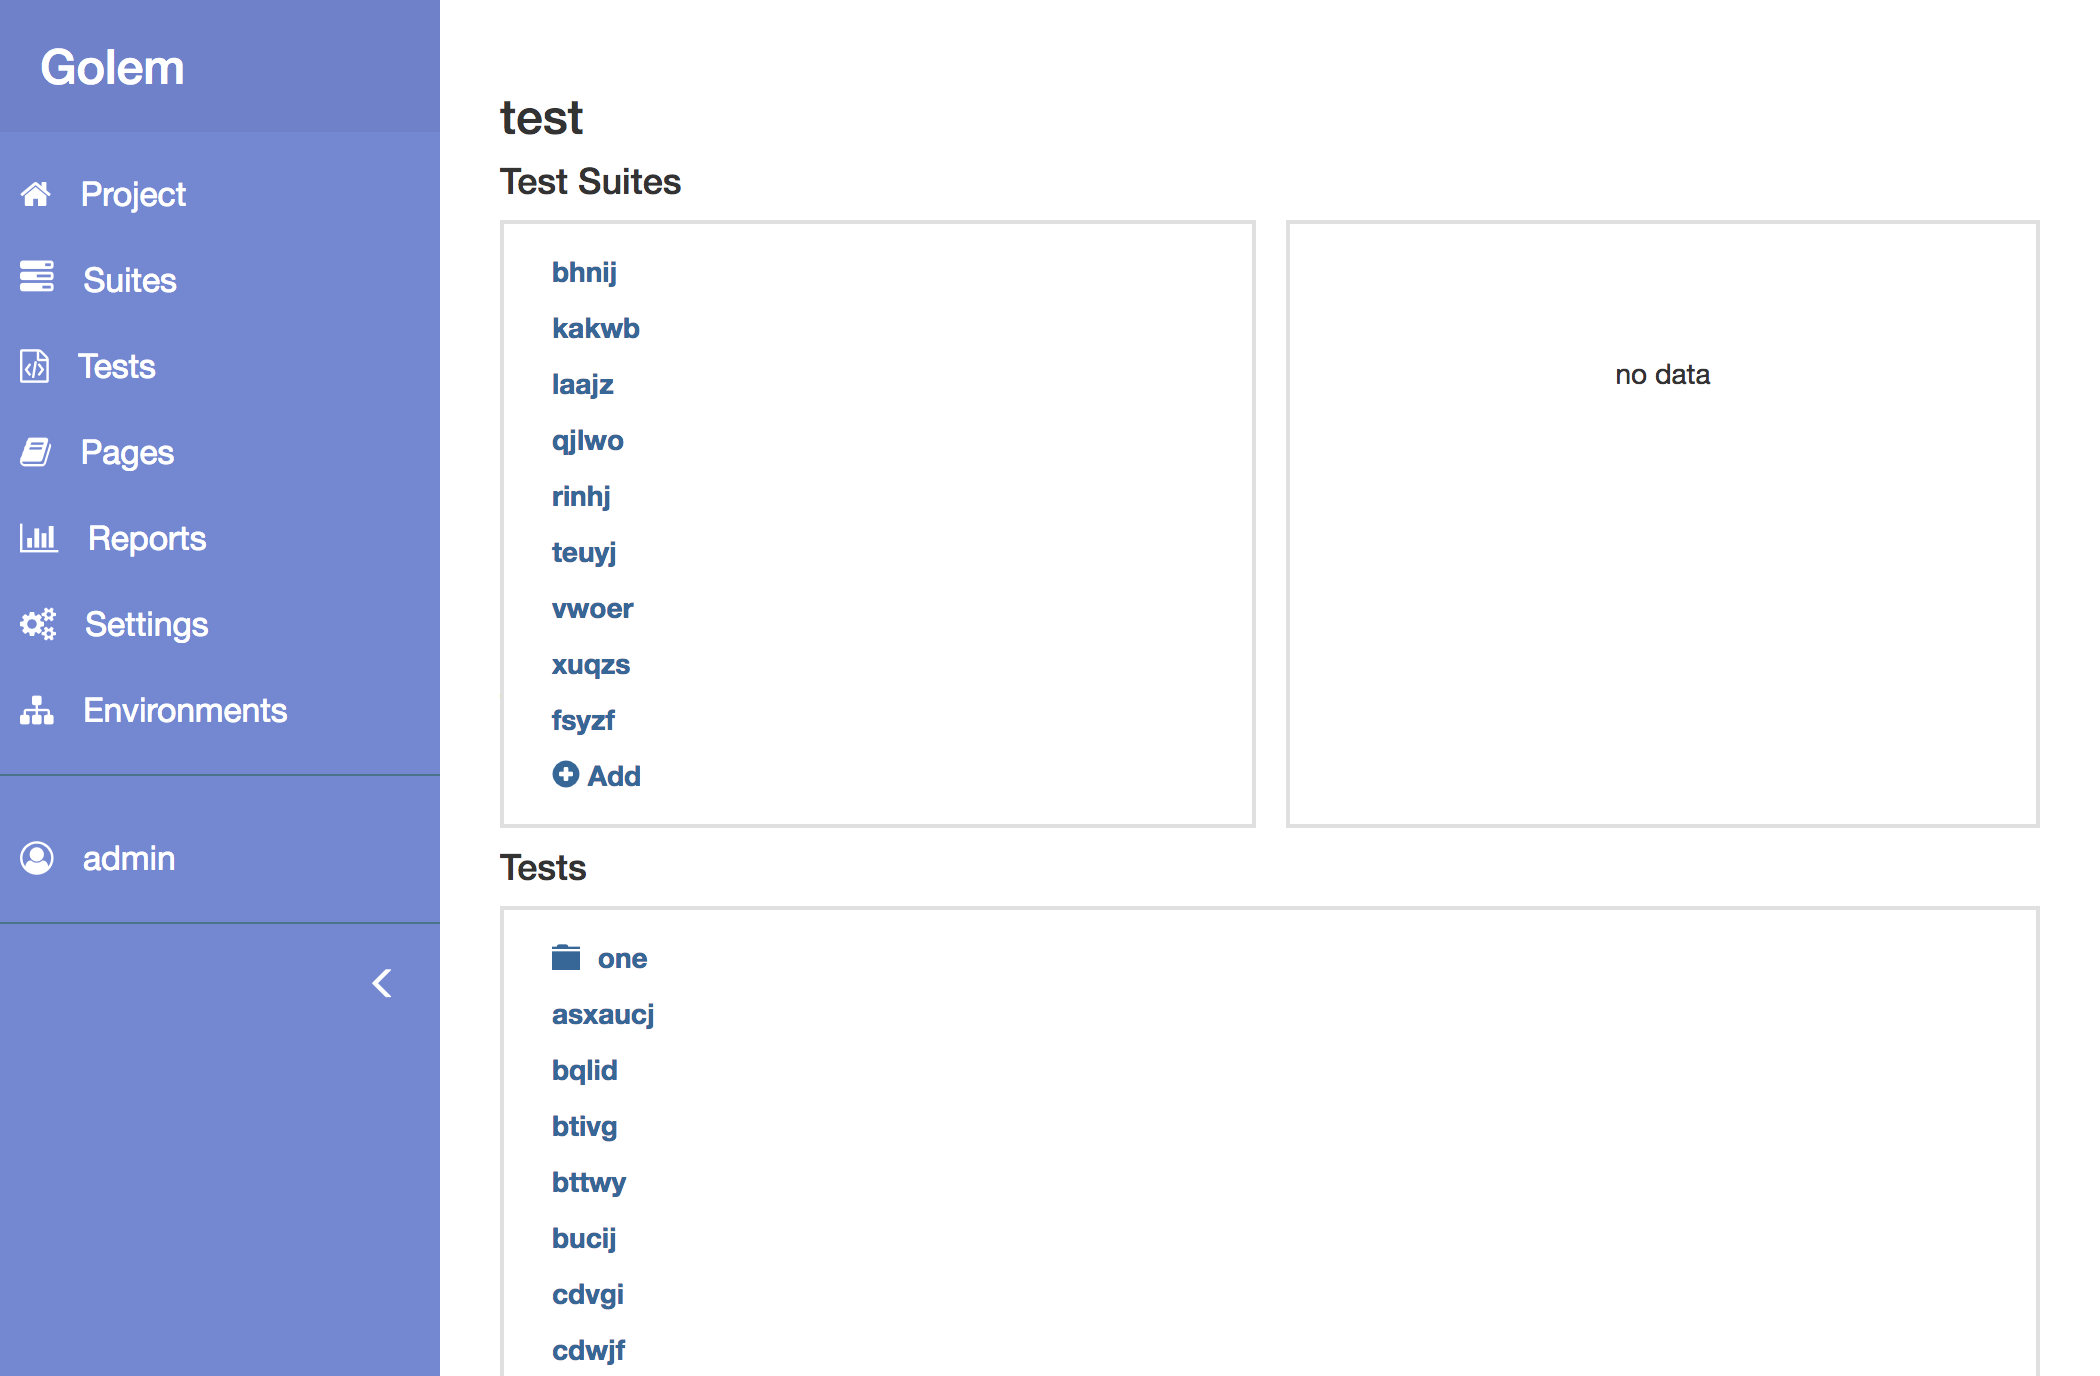 Golem
Project
Suites
Tests
Pages
Reports
Settings
Environments
admin
test
Test Suites
bhnij
kakwb
laajz
qjlwo
rinhj
teuyj
vwoer
xuqzs
fsyzf
Add
no data
Tests
one
asxaucj
bqlid
btivg
bttwy
bucij
cdvgi
cdwjf